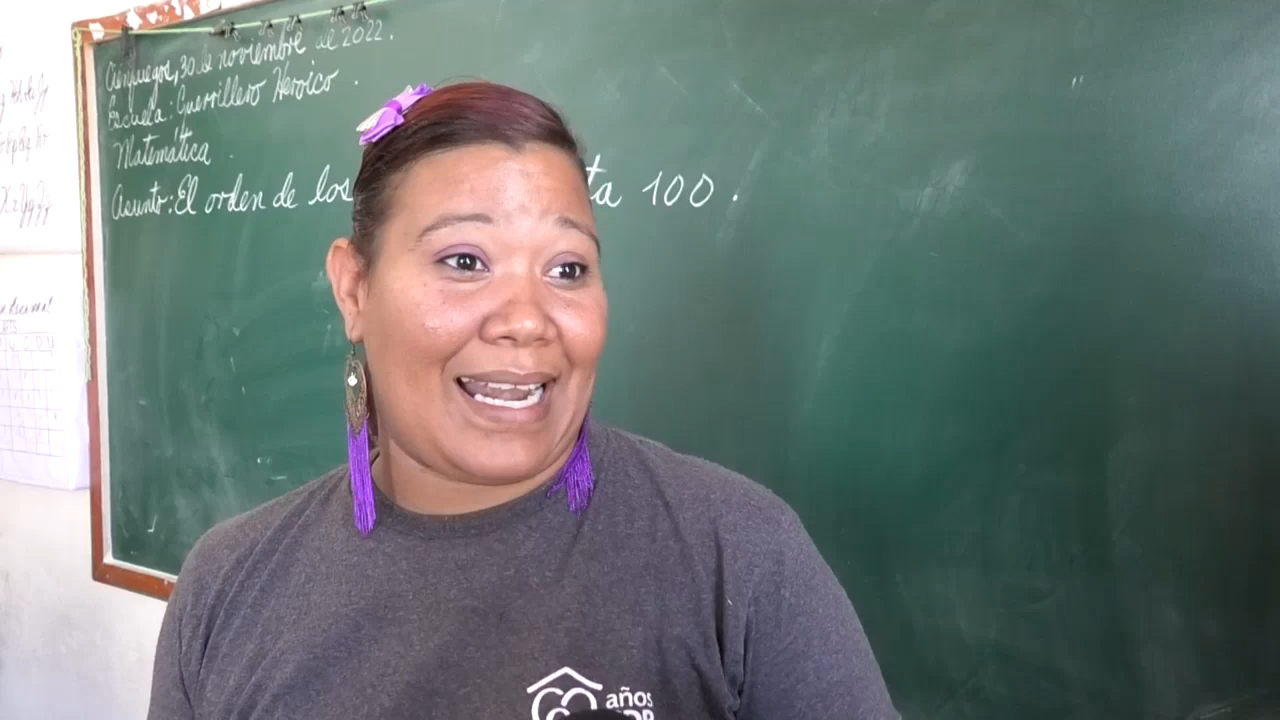 Cienfuegos, 30 de noviembre de 2022.
Escuela: Guerrillero Heroico.
Matemática.
Asunto: El orden de los ta 100.
años